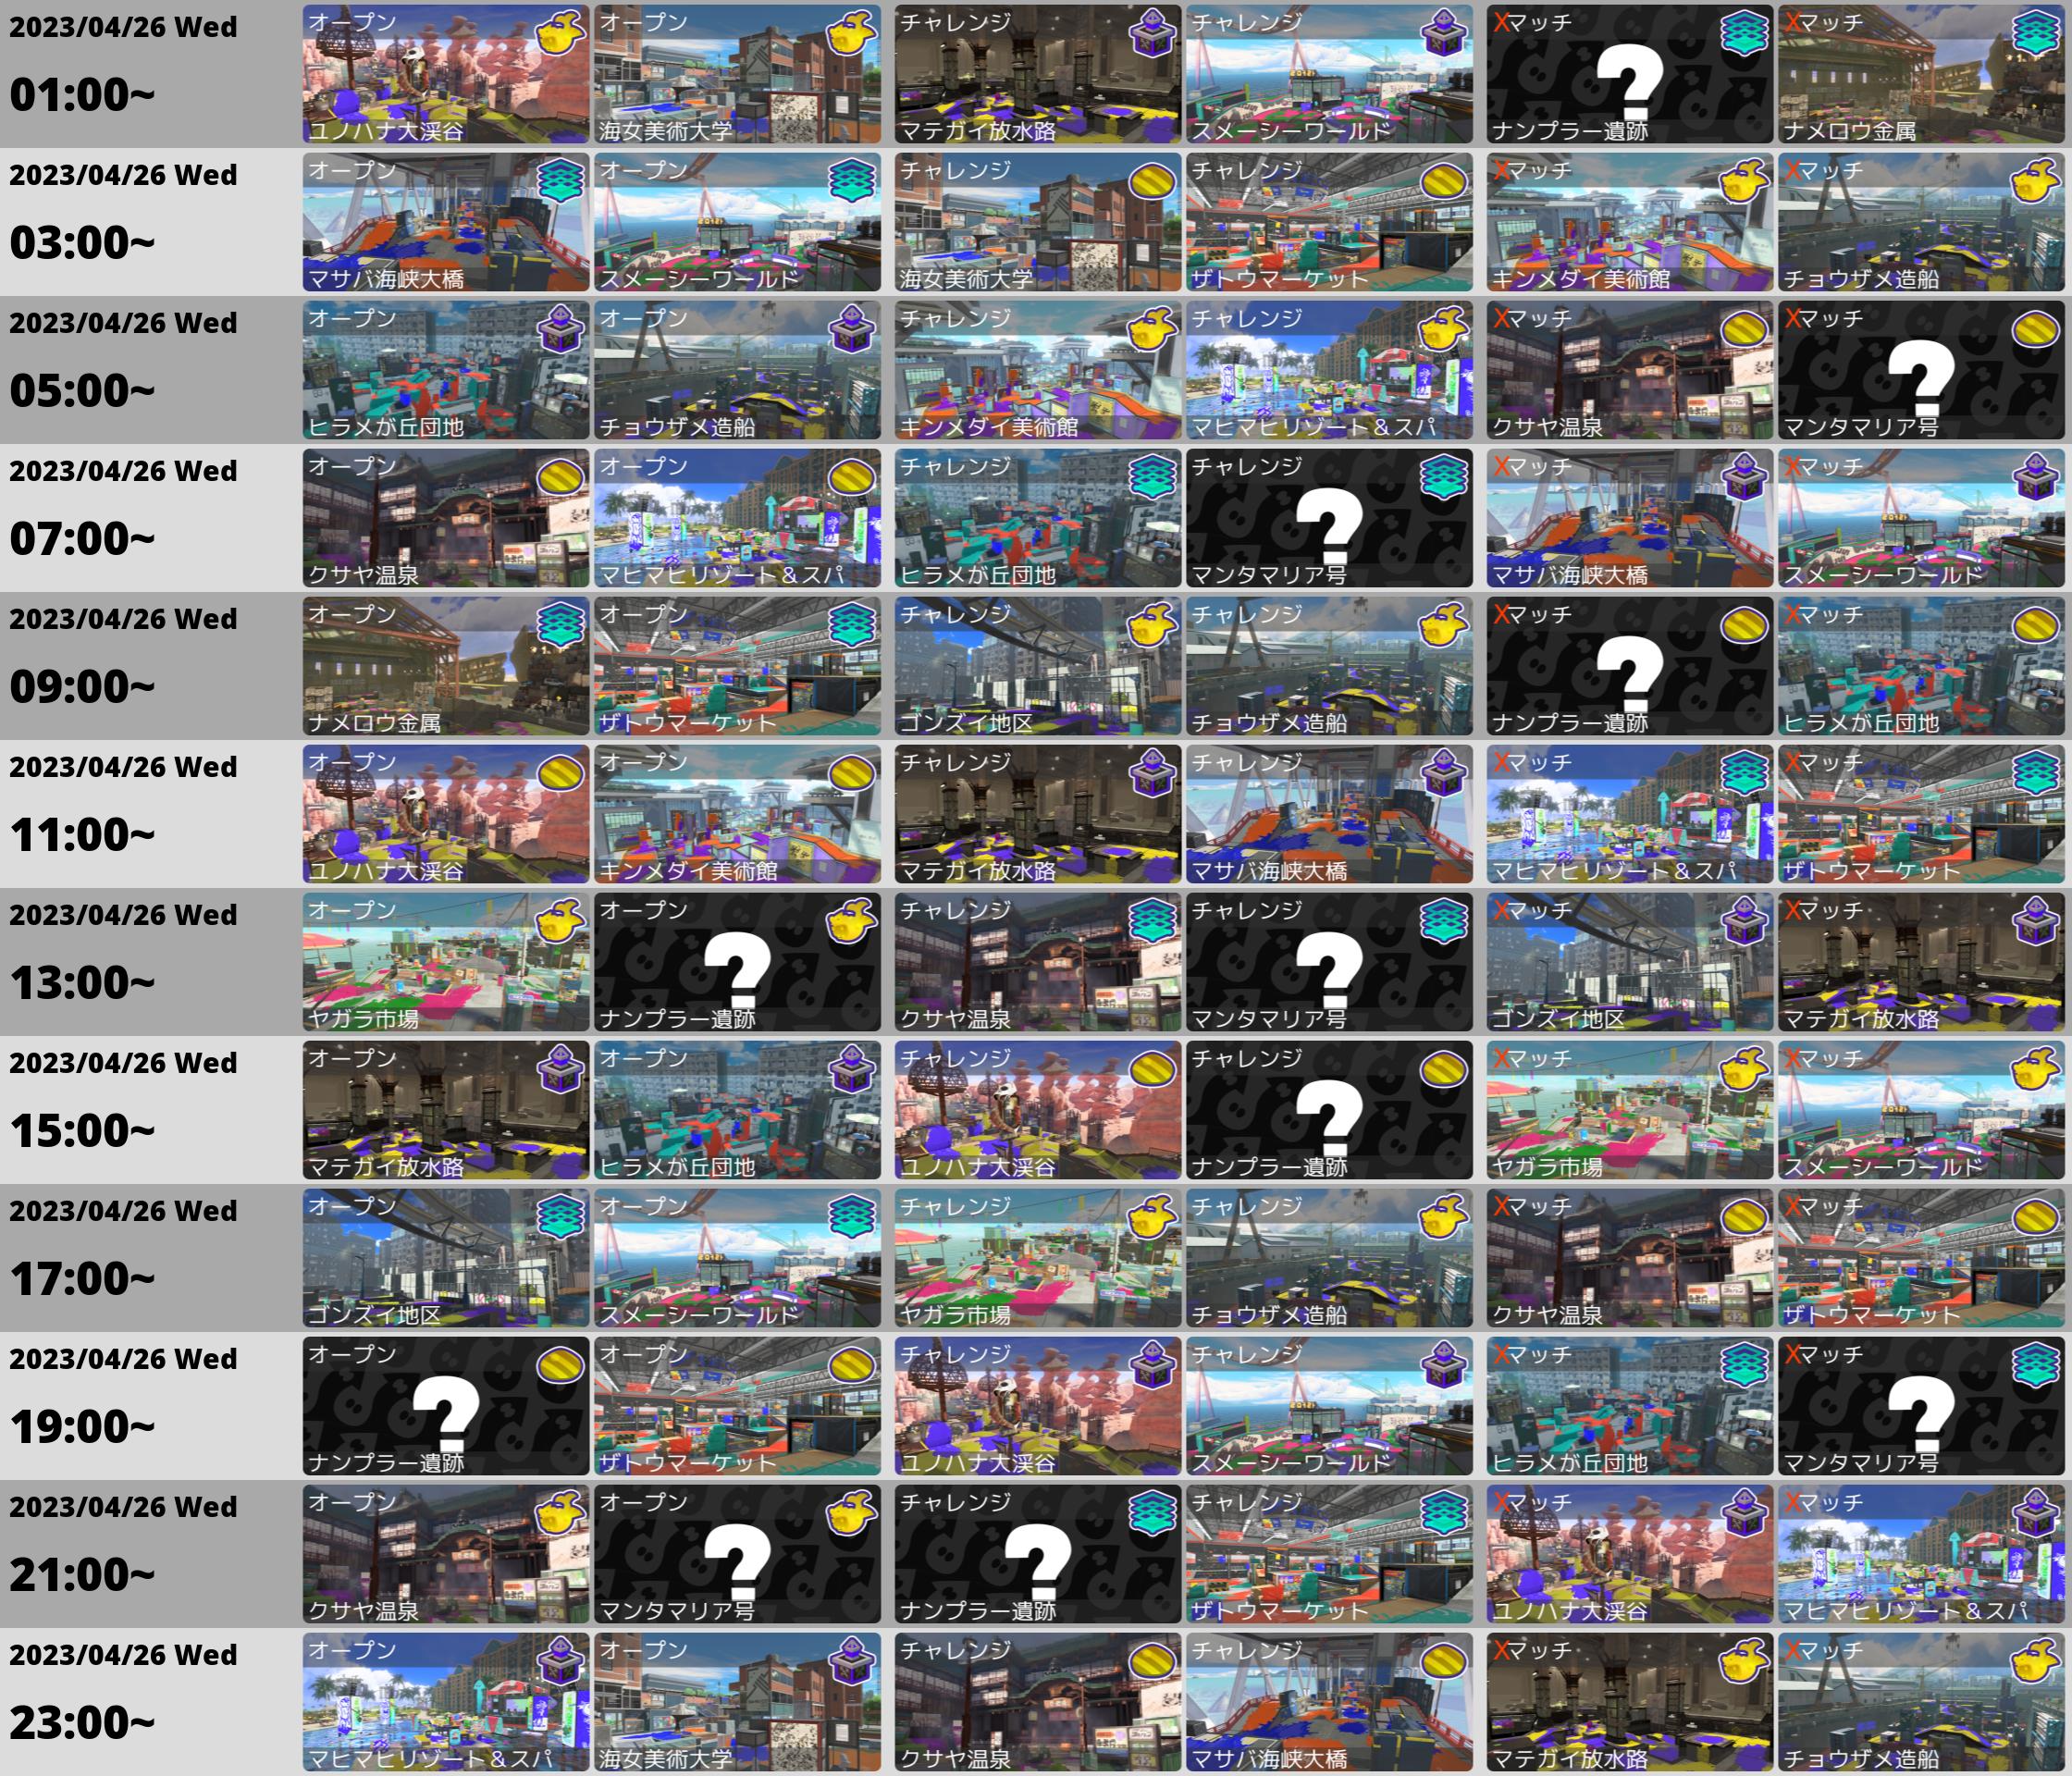 2023/04/26 Wed
01:00~
オープン オープン チャレンジ チャレンジ Xマッチ Xマッチ
ユノハナ大渓谷 海女美術大学 マテガイ放水路 スメーシーワールド ナンプラー遺跡 ナメロウ金属
2023/04/26 Wed
03:00~
オープン オープン チャレンジ チャレンジ Xマッチ Xマッチ
マサバ海峡大橋 スメーシーワールド 海女美術大学 ザトウマーケット キンメダイ美術館 チョウザメ造船
2023/04/26 Wed
05:00~
オープン オープン チャレンジ チャレンジ Xマッチ Xマッチ
ヒラメが丘団地 チョウザメ造船 キンメダイ美術館 マヒマヒリゾート＆スパ クサヤ温泉 マンタマリア号
2023/04/26 Wed
07:00~
オープン オープン チャレンジ チャレンジ Xマッチ Xマッチ
クサヤ温泉 マヒマヒリゾート＆スパ ヒラメが丘団地 マンタマリア号 マサバ海峡大橋 スメーシーワールド
2023/04/26 Wed
09:00~
オープン オープン チャレンジ チャレンジ Xマッチ Xマッチ
ナメロウ金属 ザトウマーケット ゴンズイ地区 チョウザメ造船 ナンプラー遺跡 ヒラメが丘団地
2023/04/26 Wed
11:00~
オープン オープン チャレンジ チャレンジ Xマッチ Xマッチ
ユノハナ大渓谷 キンメダイ美術館 マテガイ放水路 マサバ海峡大橋 マヒマヒリゾート＆スパ ザトウマーケット
2023/04/26 Wed
13:00~
オープン オープン チャレンジ チャレンジ Xマッチ Xマッチ
ヤガラ市場 ナンプラー遺跡 クサヤ温泉 マンタマリア号 ゴンズイ地区 マテガイ放水路
2023/04/26 Wed
15:00~
オープン オープン チャレンジ チャレンジ Xマッチ Xマッチ
マテガイ放水路 ヒラメが丘団地 ユノハナ大渓谷 ナンプラー遺跡 ヤガラ市場 スメーシーワールド
2023/04/26 Wed
17:00~
オープン オープン チャレンジ チャレンジ Xマッチ Xマッチ
ゴンズイ地区 スメーシーワールド ヤガラ市場 チョウザメ造船 クサヤ温泉 ザトウマーケット
2023/04/26 Wed
19:00~
オープン オープン チャレンジ チャレンジ Xマッチ Xマッチ
ナンプラー遺跡 ザトウマーケット ユノハナ大渓谷 スメーシーワールド ヒラメが丘団地 マンタマリア号
2023/04/26 Wed
21:00~
オープン オープン チャレンジ チャレンジ Xマッチ Xマッチ
クサヤ温泉 マンタマリア号 ナンプラー遺跡 ザトウマーケット ユノハナ大渓谷 マヒマヒリゾート＆スパ
2023/04/26 Wed
23:00~
オープン オープン チャレンジ チャレンジ Xマッチ Xマッチ
マヒマヒリゾート＆スパ 海女美術大学 クサヤ温泉 マサバ海峡大橋 マテガイ放水路 チョウザメ造船